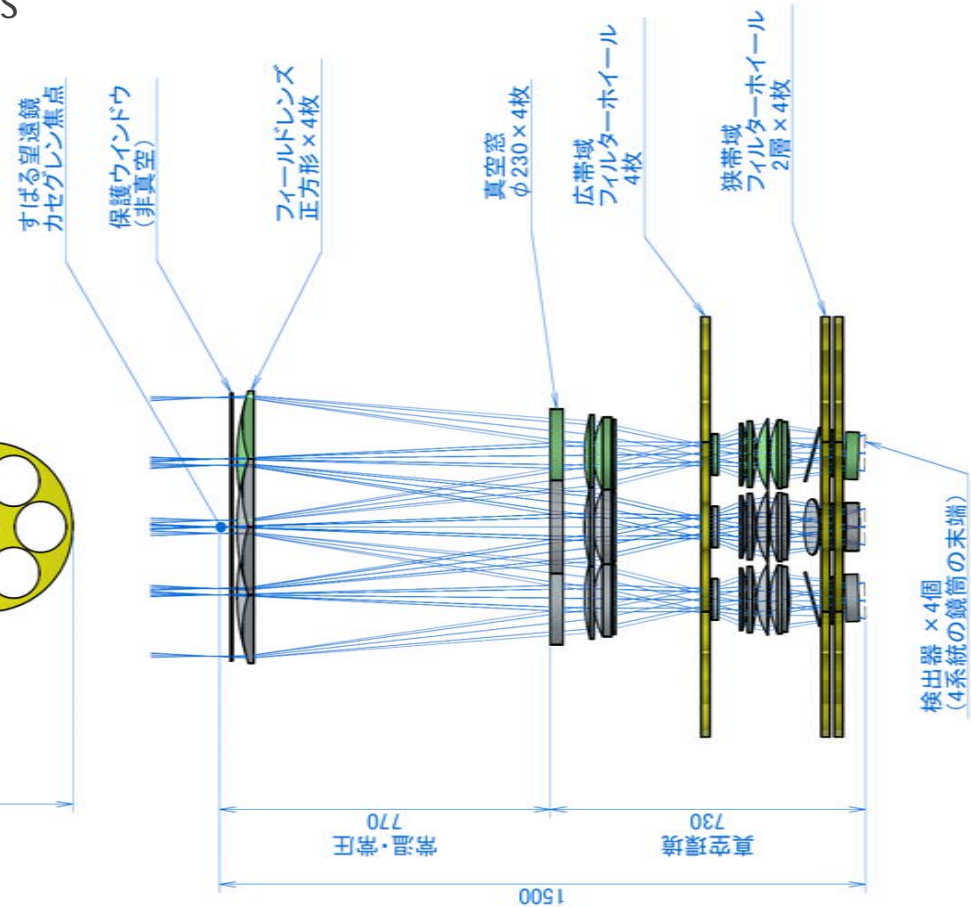 S
すばる望遠鏡
カセグレン焦点
保護ウインドウ
(非真空)
フィールドレンズ
正方形×4枚
真空窓
φ230×4枚
広帯域
フィルターホイール
4枚
狭帯域
フィルターホイール
2層×4枚
検出器 ×4個
(4系統の鏡筒の末端)
770
常温・常圧
730
真空環境
1500